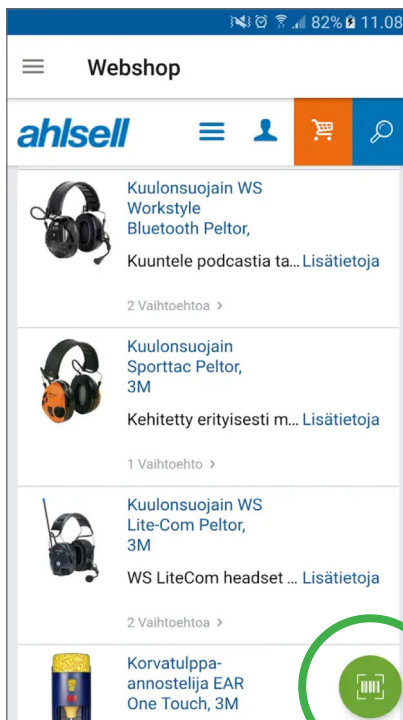 82% 11.08
Webshop
ahlsell
Kuulonsuojain WS
Workstyle
Bluetooth Peltor,
Kuuntele podcastia ta... Lisätietoja
2 Vaihtoehtoa >
Kuulonsuojain
Sporttac Peltor,
3M
Kehitetty erityisesti m... Lisätietoja
1 Vaihtoehto >
Kuulonsuojain WS
Lite-Com Peltor,
3M
WS LiteCom headset ... Lisätietoja
2 Vaihtoehtoa >
Korvatulppa-
annostelija EAR
One Touch, 3M